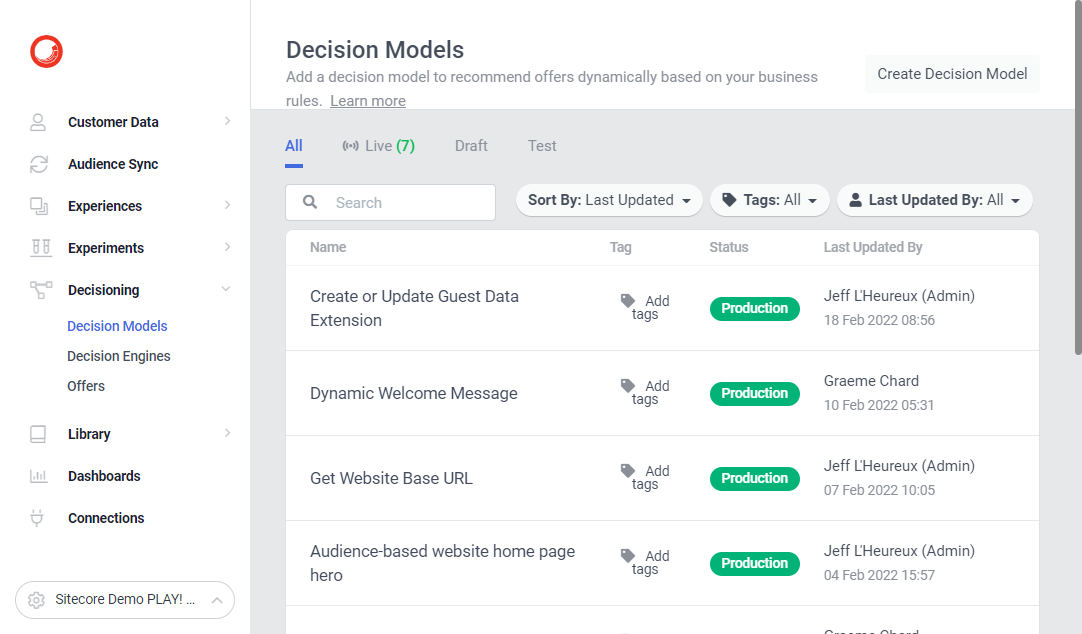 Decision Models
Add a decision model to recommend offers dynamically based on your business
rules. Learn more
Create Decision Model
Customer Data
Audience Sync
Experiences
Experiments
Decisioning
Decision Models
Decision Engines
Offers
Library
Dashboards
Connections
Sitecore Demo PLAY! ...
All
Live (7)
Draft
Test
Search
Sort By: Last Updated
Tags: All
Last Updated By: All
Name Tag Status Last Updated By
Create or Update Guest Data
Extension
Add
tags
Production
Jeff L'Heureux (Admin)
18 Feb 2022 08:56
Dynamic Welcome Message
Add
tags
Production
Graeme Chard
10 Feb 2022 05:31
Get Website Base URL
Add
tags
Production
Jeff L'Heureux (Admin)
07 Feb 2022 10:05
Audience-based website home page
hero
Add
tags
Production
Jeff L'Heureux (Admin)
04 Feb 2022 15:57
Graeme Chard